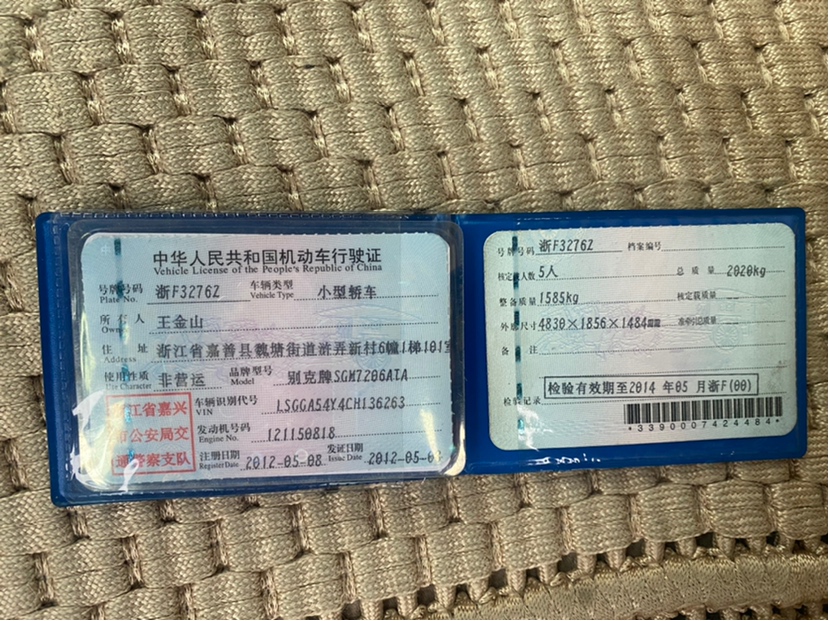 中华人民共和国机动车行驶证
Vehicle License of the People's Republic of China
号牌号码 浙F3276Z 车辆类型 小型轿车
Plate No. Vehicle Type
所有人 王金山
Owner
住址 浙江省嘉善县魏塘街道浒弄新村6幢1梯101室
Address
使用性质 非营运 品牌型号 别克牌SGM7206ATA
Use Character Model
浙江省嘉兴
市公安局交
通警察支队
车辆识别代号 LSGGA54Y4CH136263
VIN
发动机号码 121150818
Engine No.
注册日期 2012-05-08 发证日期 2012-05-0
Register Date Issue Date
号牌号码 浙F3276Z 档案编号
核定载人数 5人 总质量 2020kg
整备质量 1585kg 核定载质量
外廓尺寸 4830×1856×1484 准牵引总质量
备注
检验有效期至2014 年05 月浙F(00)
检验记录
*3390007424484*